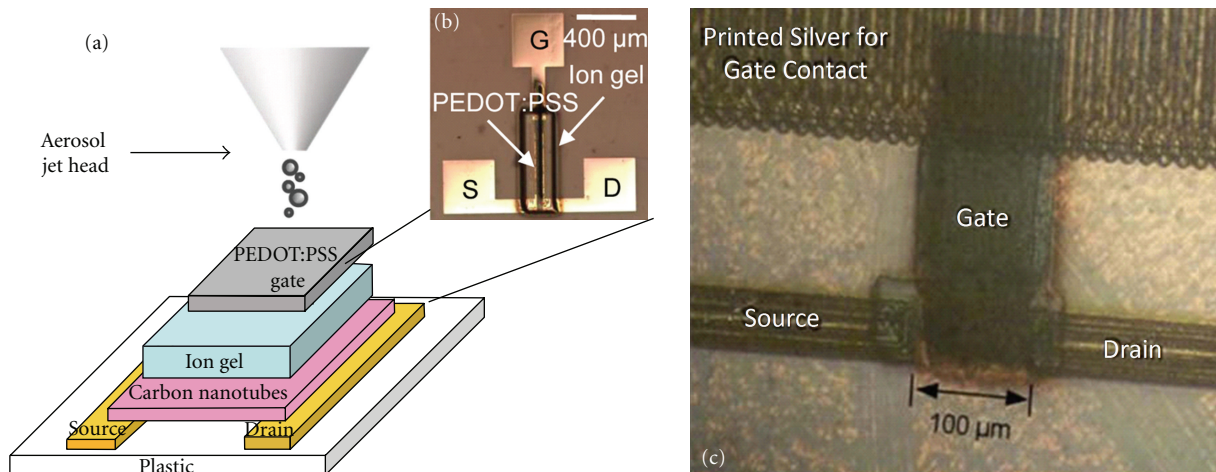 (a)
Aerosol
jet head
PEDOT:PSS
gate
Ion gel
Carbon nanotubes
Source
Drain
Plastic
(b)
G
400 µm
Ion gel
PEDOT:PSS
S
D
Printed Silver for
Gate Contact
Gate
Source
Drain
100 µm
(c)